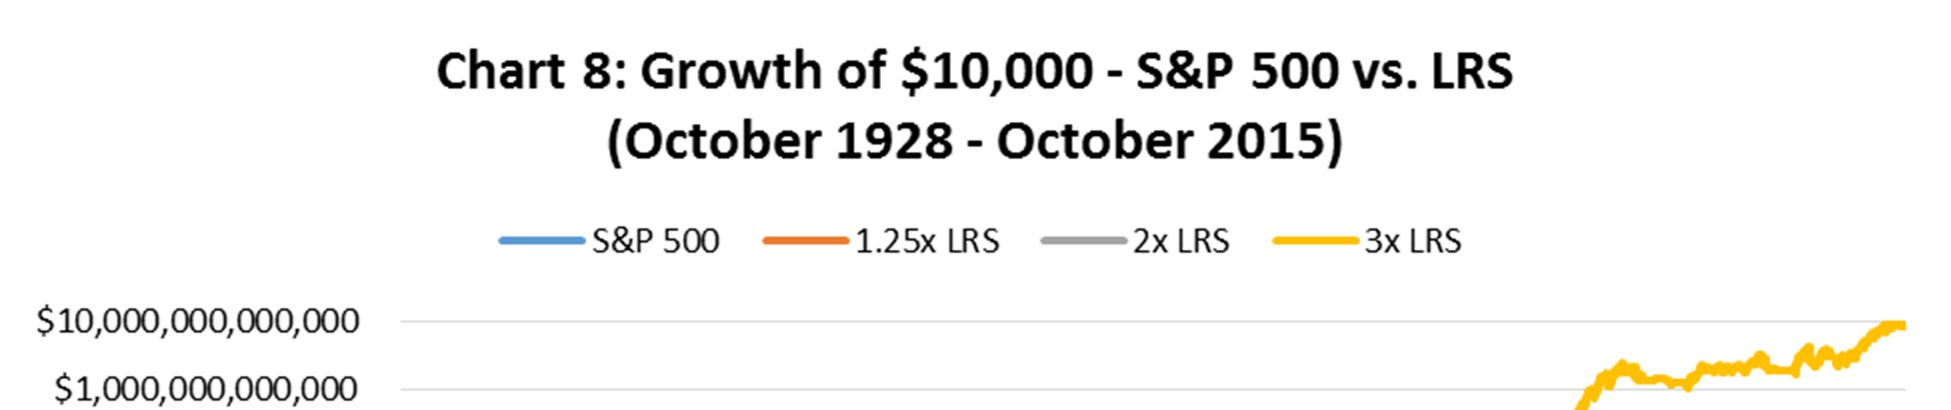 Chart 8: Growth of $10,000 - S&P 500 vs. LRS
(October 1928 - October 2015)
S&P 500 1.25x LRS 2x LRS 3x LRS
$10,000,000,000,000
$1,000,000,000,000